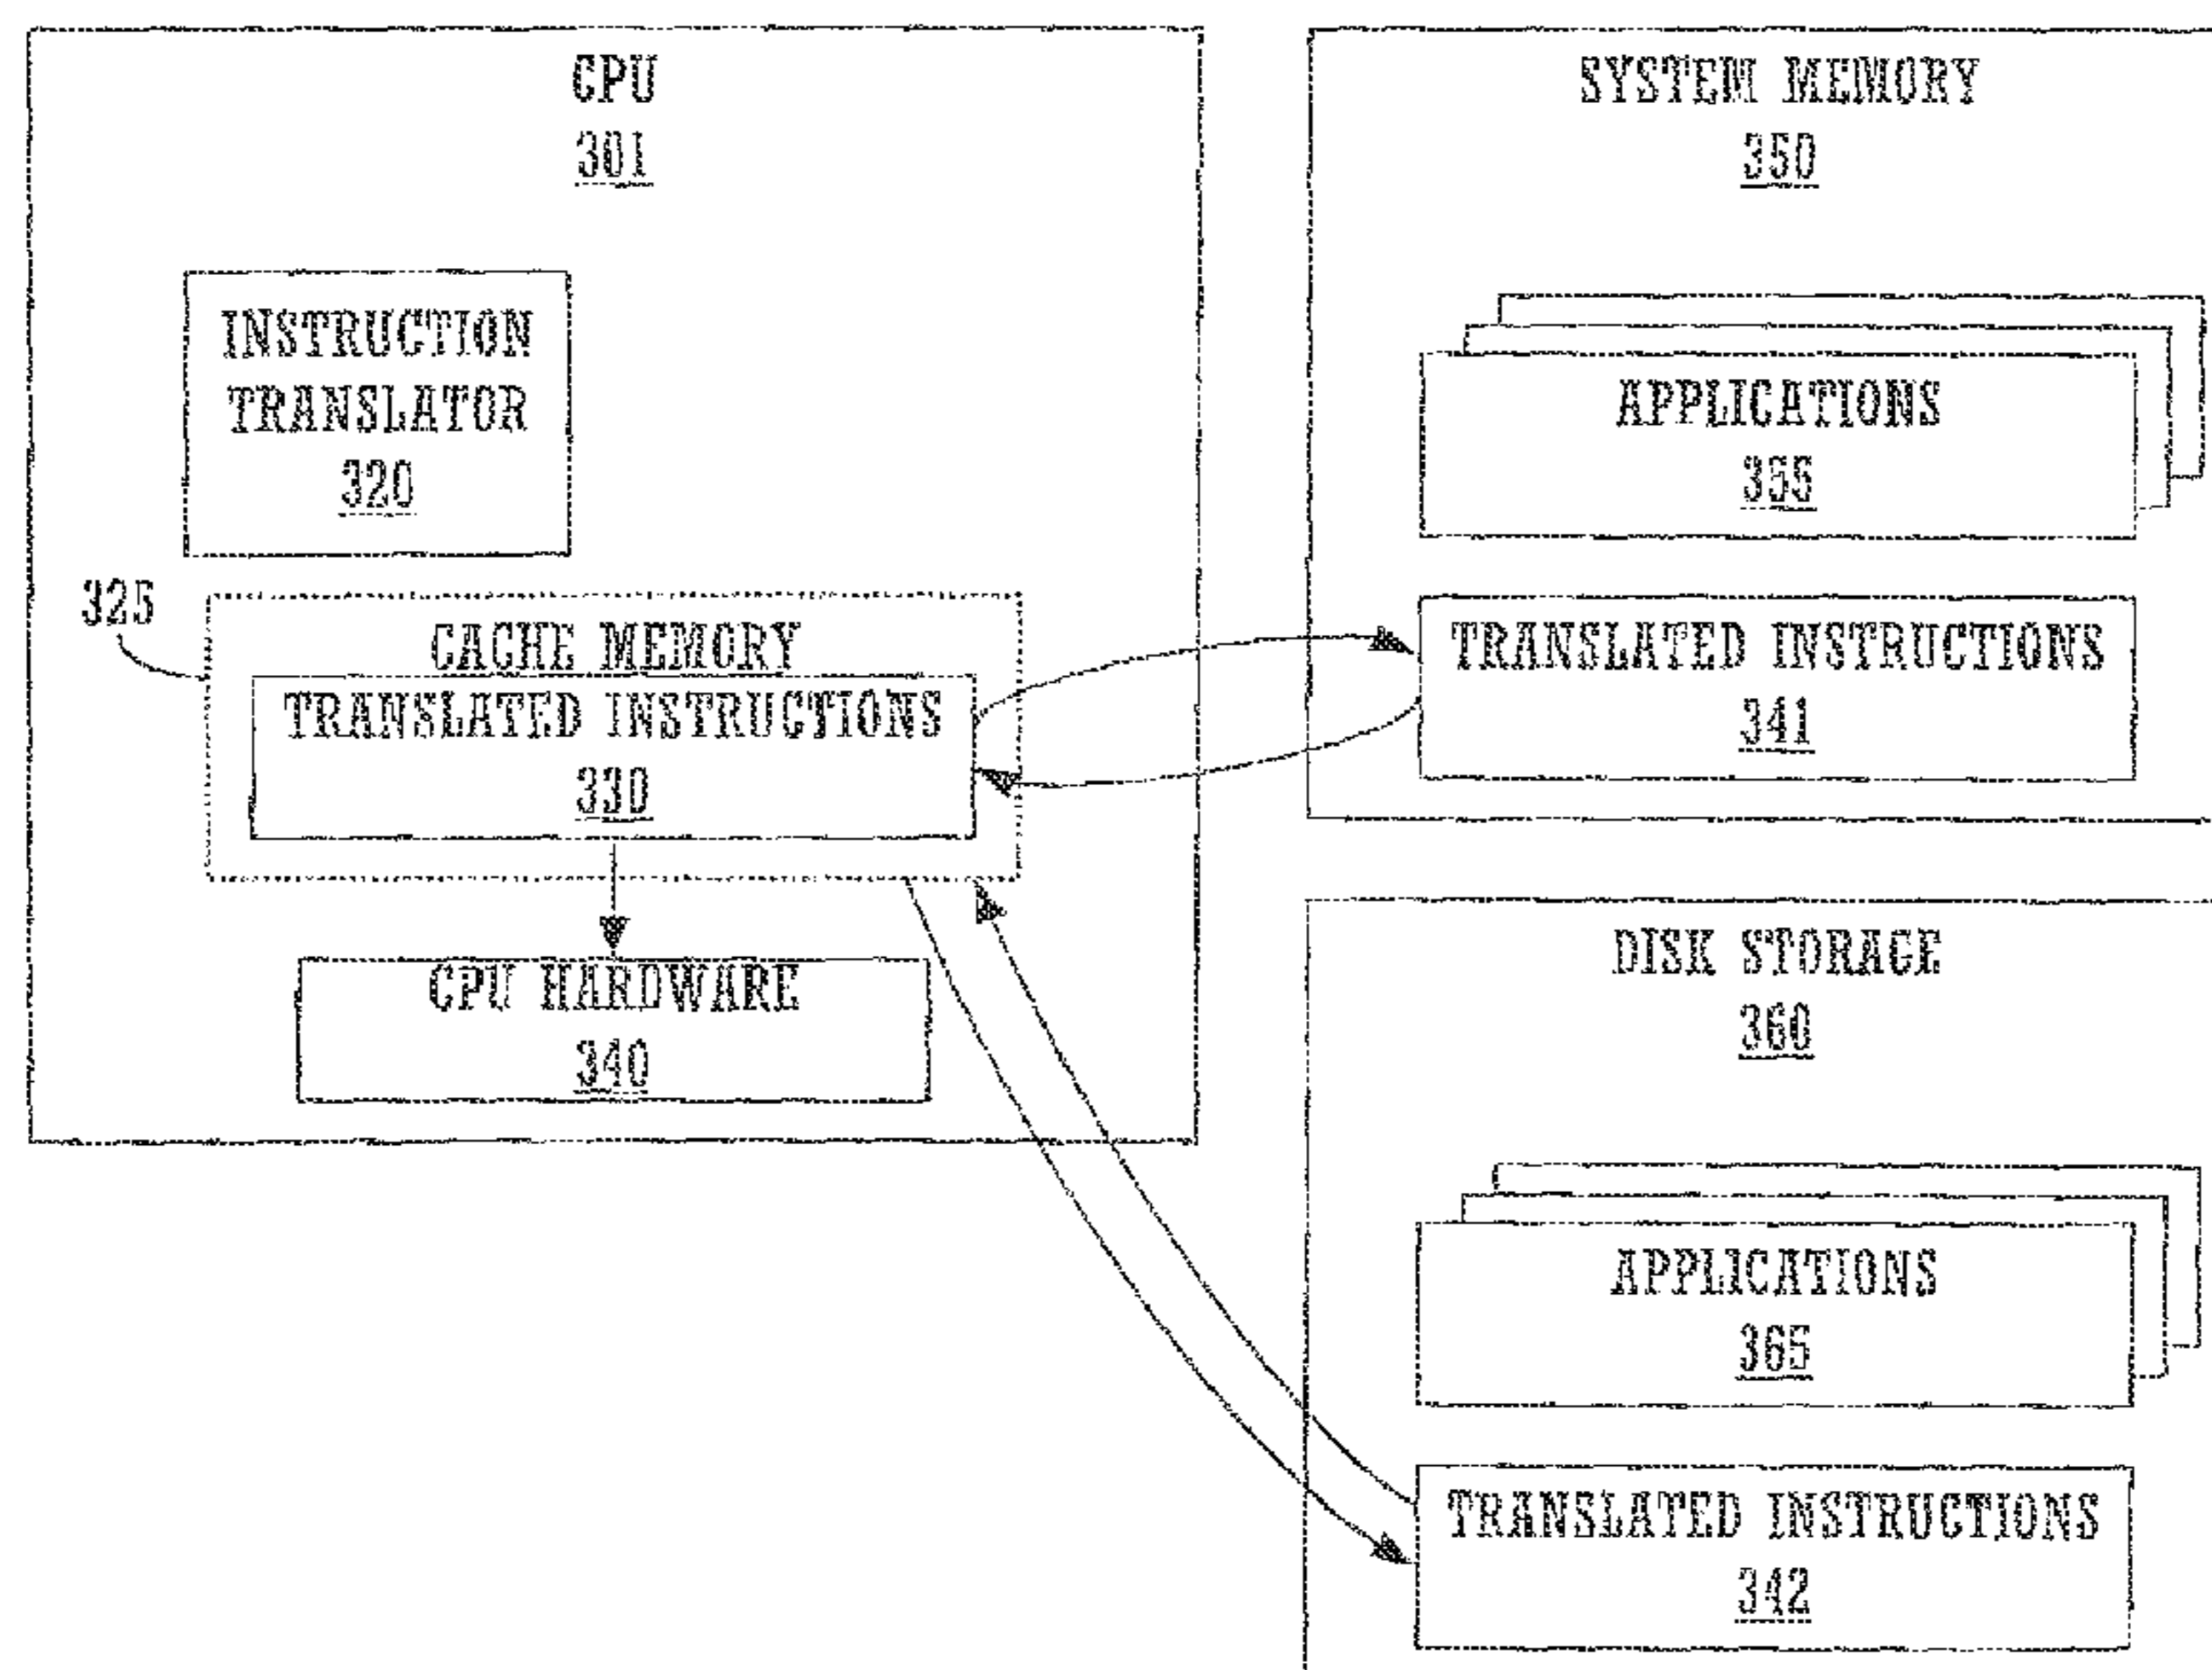 CPU
301
INSTRUCTION
TRANSLATOR
320
325
CACHE MEMORY
TRANSLATED INSTRUCTIONS
330
CPU HARDWARE
340
SYSTEM MEMORY
350
APPLICATIONS
355
TRANSLATED INSTRUCTIONS
341
DISK STORAGE
360
APPLICATIONS
365
TRANSLATED INSTRUCTIONS
342